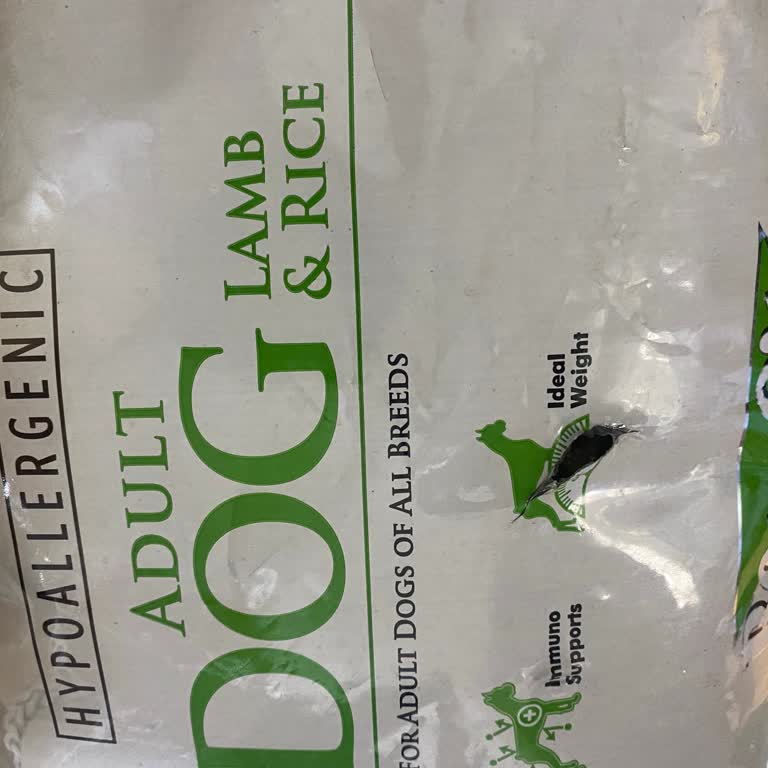 HYPOALLERGENIC
ADULT
DOG
LAMB
& RICE
FOR ADULT DOGS OF ALL BREEDS
Immuno
Supports
Ideal
Weight